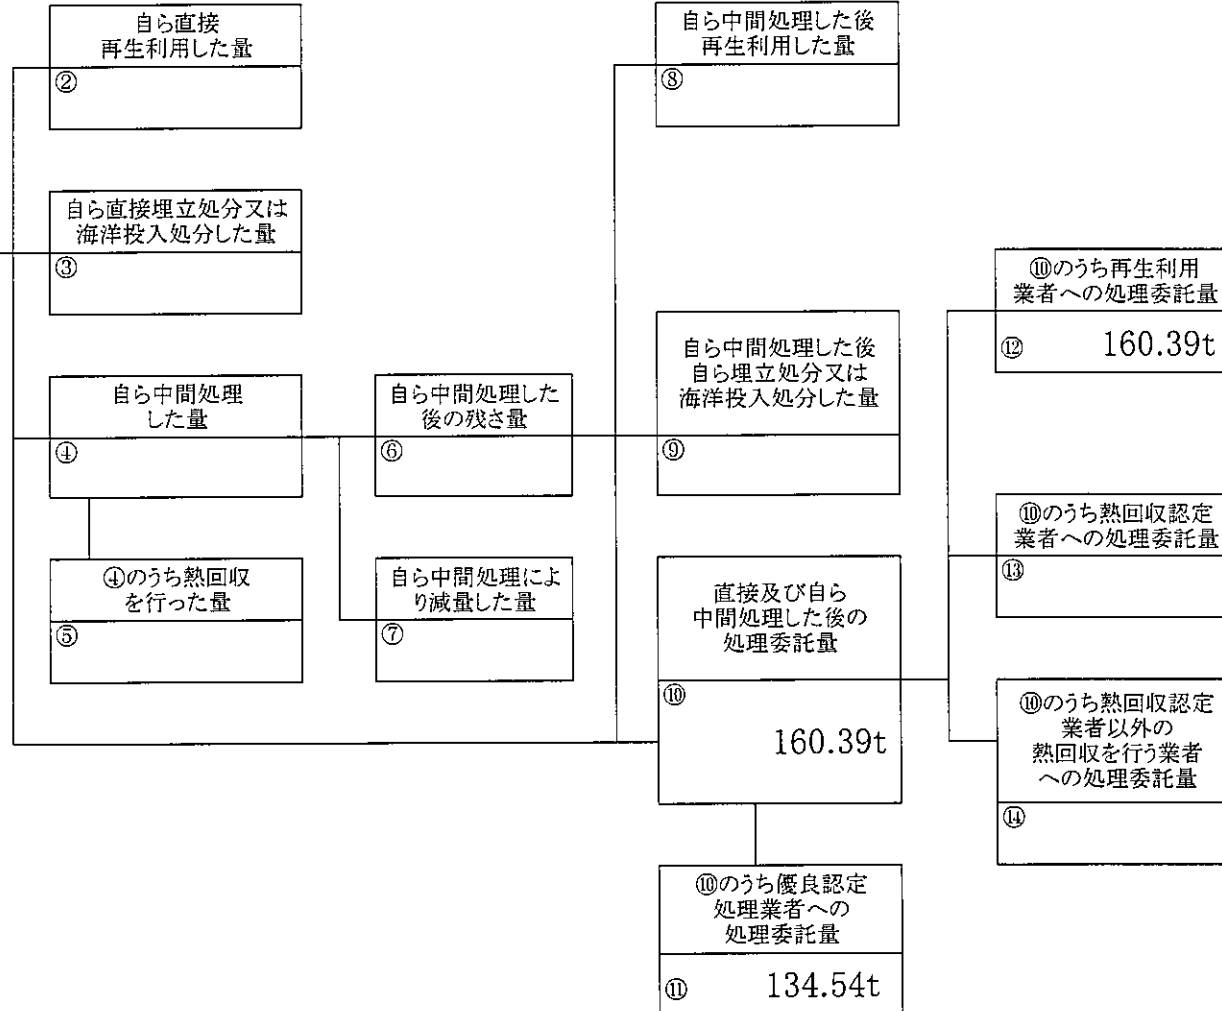 自ら直接
再生利用した量
②
自ら中間処理した後
再生利用した量
⑧
自ら直接埋立処分又は
海洋投入処分した量
③
⑩のうち再生利用
業者への処理委託量
⑫ 160.39t
自ら中間処理した後
自ら埋立処分又は
海洋投入処分した量
⑨
自ら中間処理
した量
④
自ら中間処理した
後の残さ量
⑥
⑩のうち熱回収認定
業者への処理委託量
⑬
④のうち熱回収
を行った量
⑤
自ら中間処理によ
り減量した量
⑦
直接及び自ら
中間処理した後の
処理委託量
⑩
160.39t
⑩のうち熱回収認定
業者以外の
熱回収を行う業者
への処理委託量
⑭
⑩のうち優良認定
処理業者への
処理委託量
⑪ 134.54t